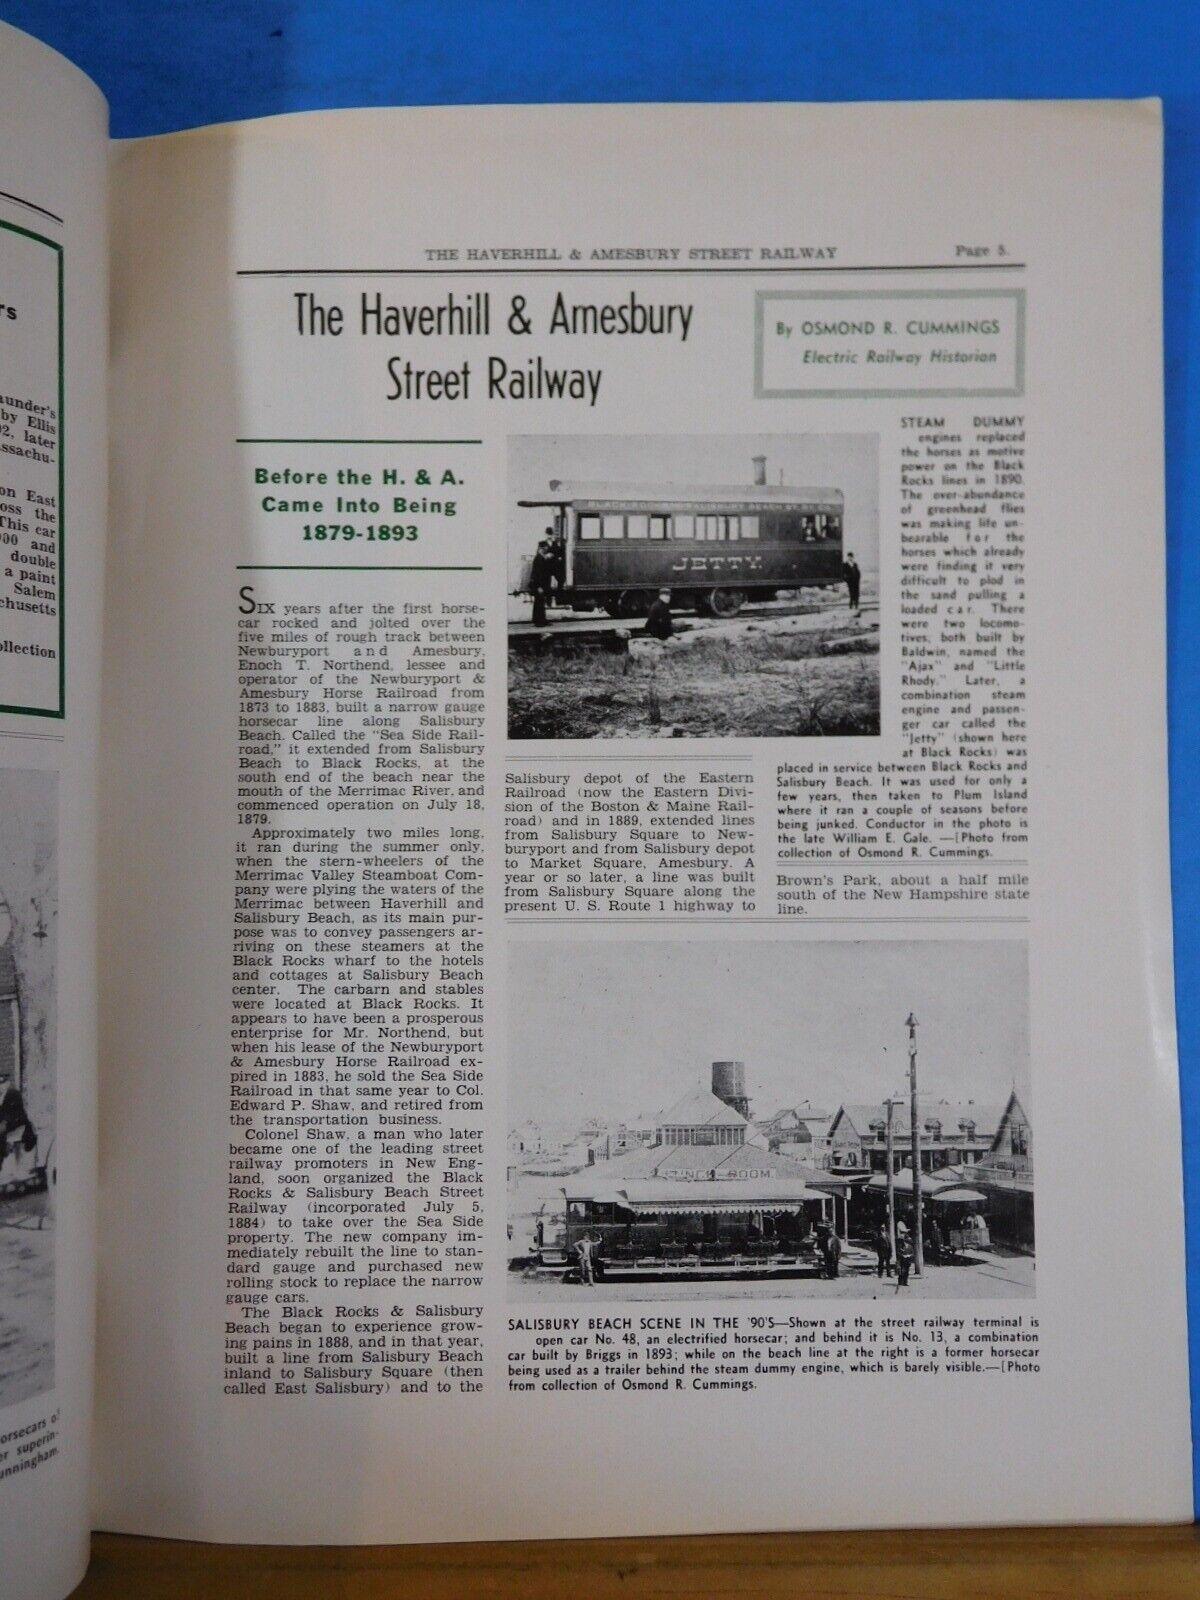 rs
aunder's
by Ellis
02, later
assachu-
on East
oss the
This car
900 and
double
a paint
Salem
chusetts
ollection
orsecars of
er superin-
unningham.
THE HAVERHILL & AMESBURY STREET RAILWAY
Page 5.
The Haverhill & Amesbury
Street Railway
By OSMOND R. CUMMINGS
Electric Railway Historian
Before the H. & A.
Came Into Being
1879-1893
SIX years after the first horse-
car rocked and jolted over the
five miles of rough track between
Newburyport and Amesbury,
Enoch T. Northend, lessee and
operator of the Newburyport &
Amesbury Horse Railroad from
1873 to 1883, built a narrow gauge
horsecar line along Salisbury
Beach. Called the "Sea Side Rail-
road," it extended from Salisbury
Beach to Black Rocks, at the
south end of the beach near the
mouth of the Merrimac River, and
commenced operation on July 18,
1879.
Approximately two miles long,
it ran during the summer only,
when the stern-wheelers of the
Merrimac Valley Steamboat Com-
pany were plying the waters of the
Merrimac between Haverhill and
Salisbury Beach, as its main pur-
pose was to convey passengers ar-
riving on these steamers at the
Black Rocks wharf to the hotels
and cottages at Salisbury Beach
center. The carbarn and stables
were located at Black Rocks. It
appears to have been a prosperous
enterprise for Mr. Northend, but
when his lease of the Newburyport
& Amesbury Horse Railroad ex-
pired in 1883, he sold the Sea Side
Railroad in that same year to Col.
Edward P. Shaw, and retired from
the transportation business.
Colonel Shaw, a man who later
became one of the leading street
railway promoters in New Eng-
land, soon organized the Black
Rocks & Salisbury Beach Street
Railway (incorporated July 5,
1884) to take over the Sea Side
property. The new company im-
mediately rebuilt the line to stan-
dard gauge and purchased new
rolling stock to replace the narrow
gauge cars.
The Black Rocks & Salisbury
Beach began to experience grow-
ing pains in 1888, and in that year,
built a line from Salisbury Beach
inland to Salisbury Square (then
called East Salisbury) and to the
JETTY.
Salisbury depot of the Eastern
Railroad (now the Eastern Divi-
sion of the Boston & Maine Rail-
road) and in 1889, extended lines
from Salisbury Square to New-
buryport and from Salisbury depot
to Market Square, Amesbury. A
year or so later, a line was built
from Salisbury Square along the
present U. S. Route 1 highway to
STEAM DUMMY
engines replaced
the horses as motive
power on the Black
Rocks lines in 1890.
The over-abundance
of greenhead flies
was making life un-
bearable for the
horses which already
were finding it very
difficult to plod in
the sand pulling a
loaded car. There
were two locomo-
tives, both built by
Baldwin, named the
"Ajax" and "Little
Rhody." Later, a
combination steam
engine and passen-
ger car called the
"Jetty" (shown here
at Black Rocks) was
placed in service between Black Rocks and
Salisbury Beach. It was used for only a
few years, then taken to Plum Island
where it ran a couple of seasons before
being junked. Conductor in the photo is
the late William E. Gale. —[Photo from
collection of Osmond R. Cummings.
Brown's Park, about a half mile
south of the New Hampshire state
line.
LUNCH ROOM
SALISBURY BEACH SCENE IN THE '90'S—Shown at the street railway terminal is
open car No. 48, an electrified horsecar; and behind it is No. 13, a combination
car built by Briggs in 1893; while on the beach line at the right is a former horsecar
being used as a trailer behind the steam dummy engine, which is barely visible.—[Photo
from collection of Osmond R. Cummings.